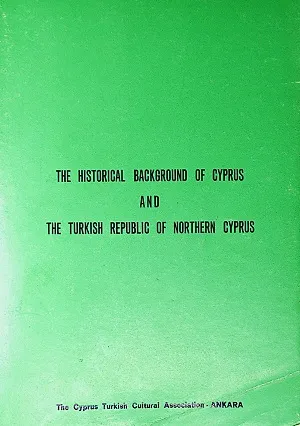 THE HISTORICAL BACKGROUND OF CYPRUS
AND
THE TURKISH REPUBLIC OF NORTHERN CYPRUS
The Cyprus Turkish Cultural Association - ANKARA